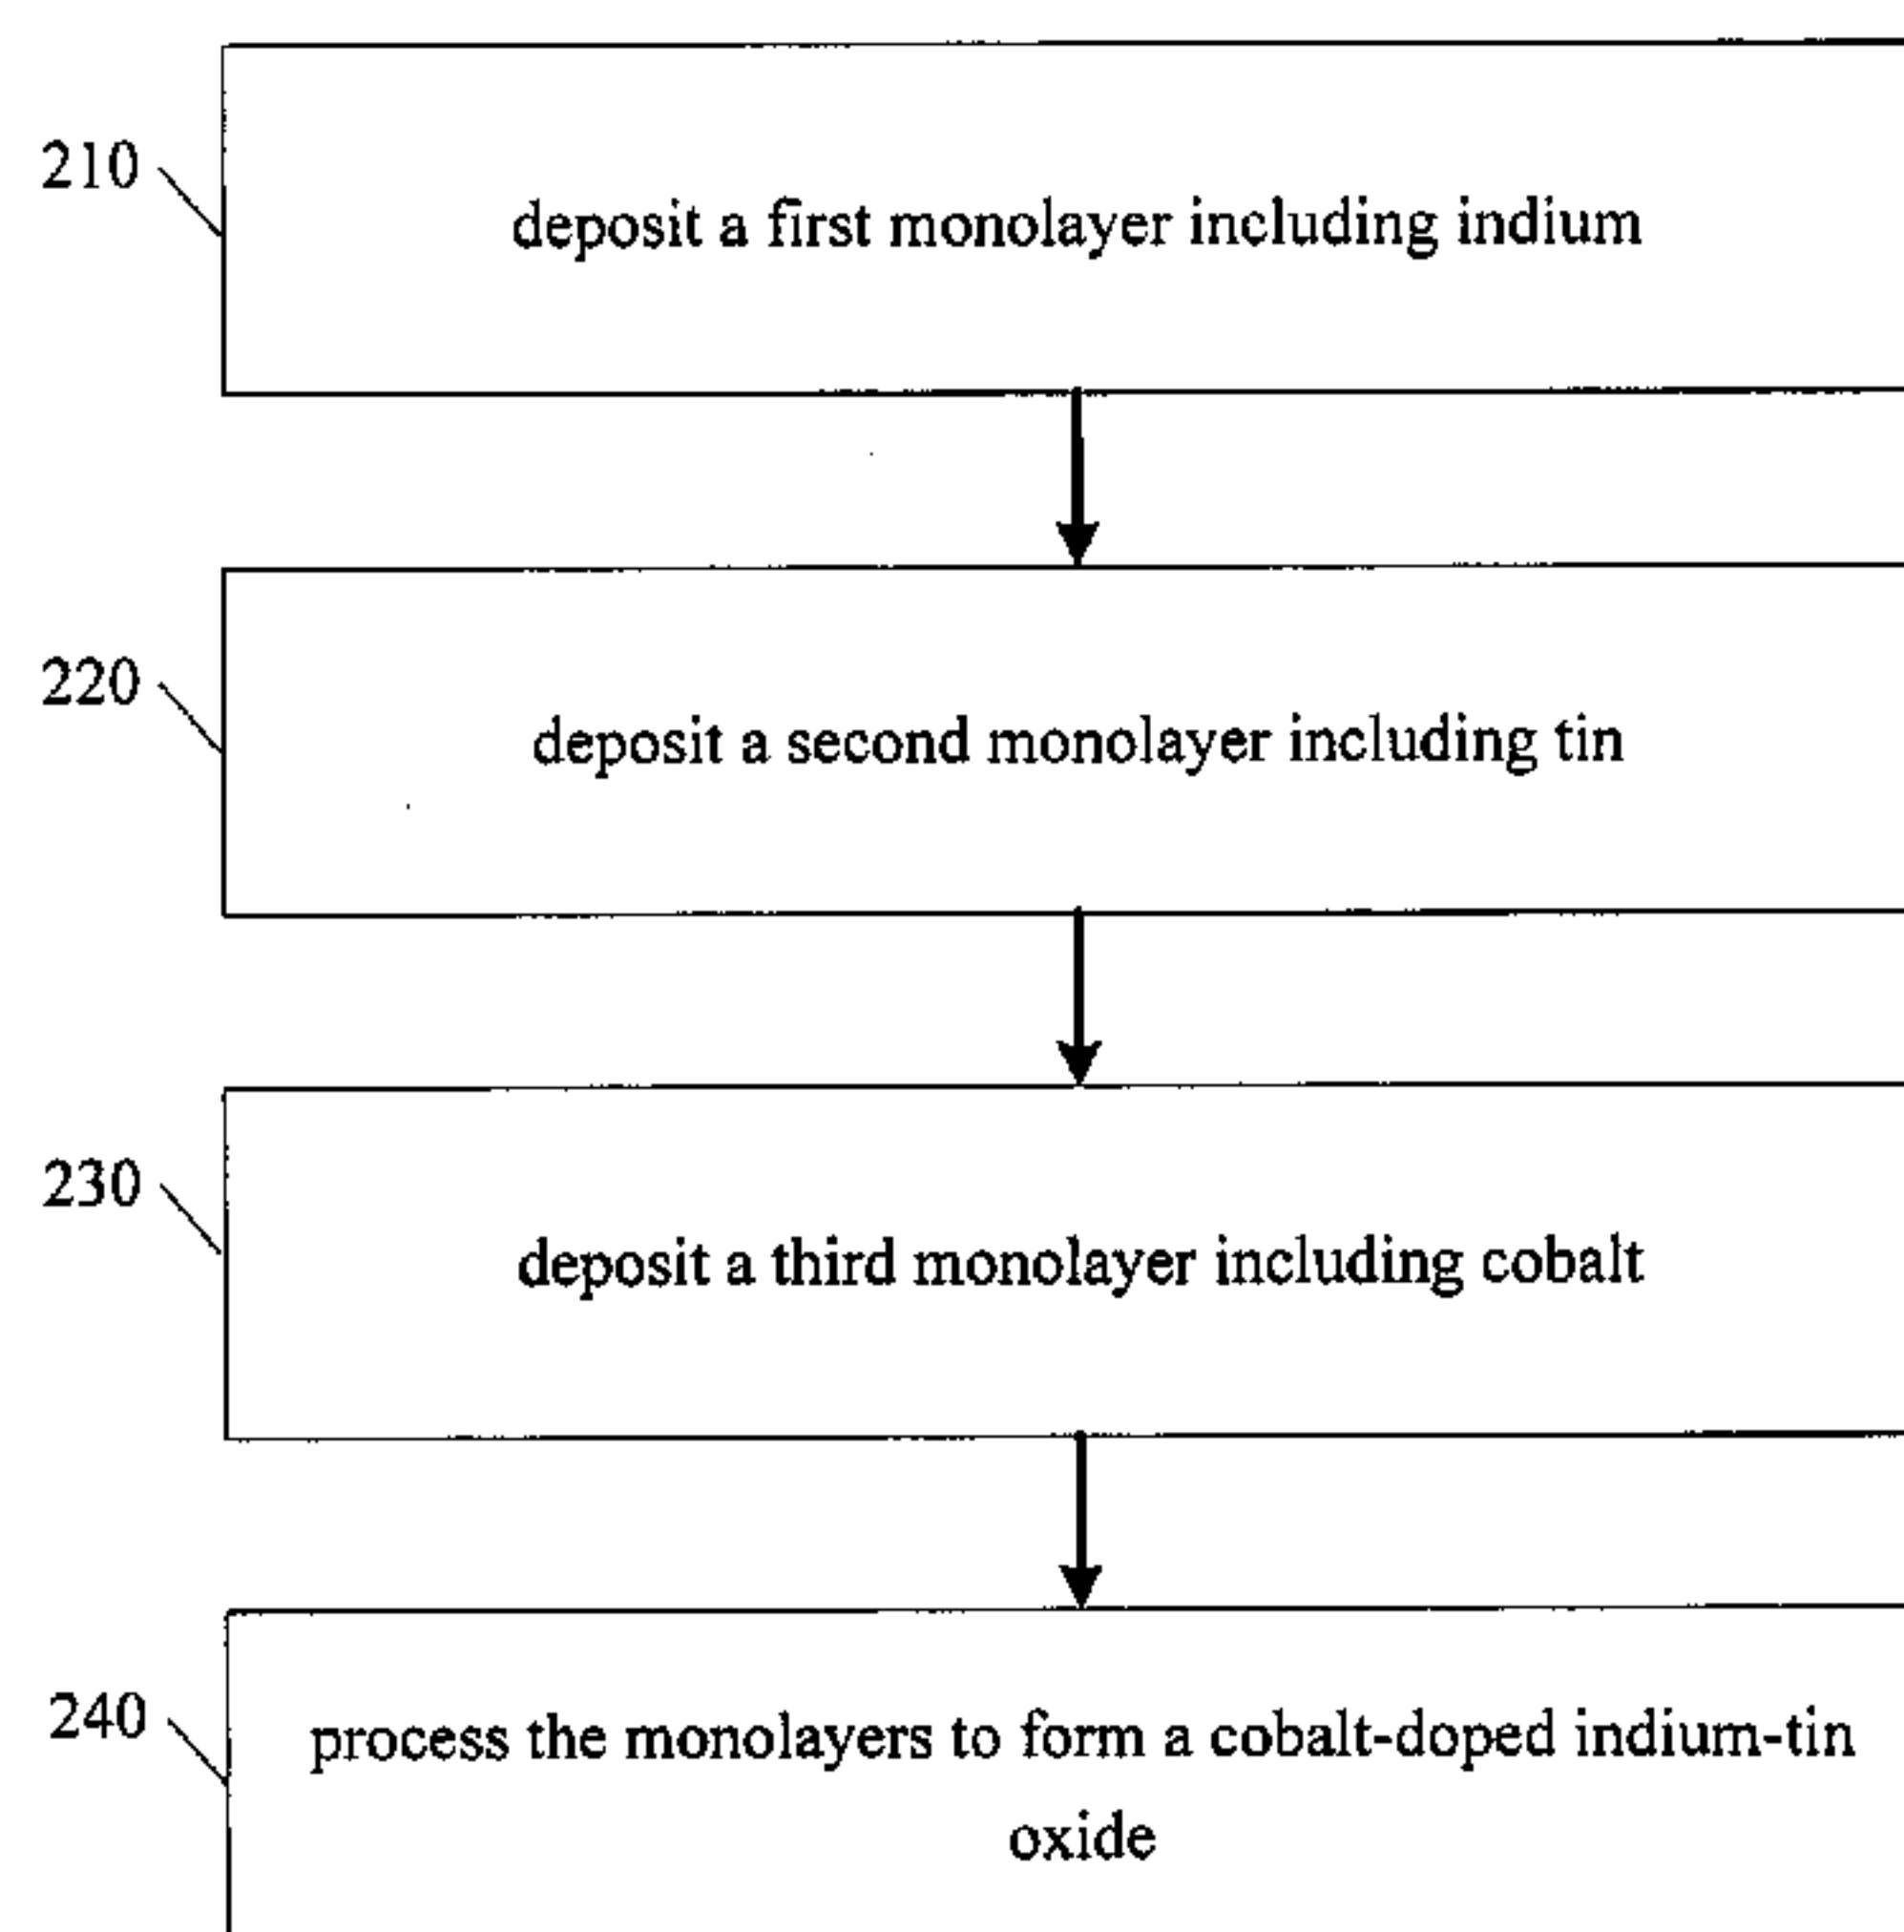 210
deposit a first monolayer including indium
220
deposit a second monolayer including tin
230
deposit a third monolayer including cobalt
240
process the monolayers to form a cobalt-doped indium-tin
oxide